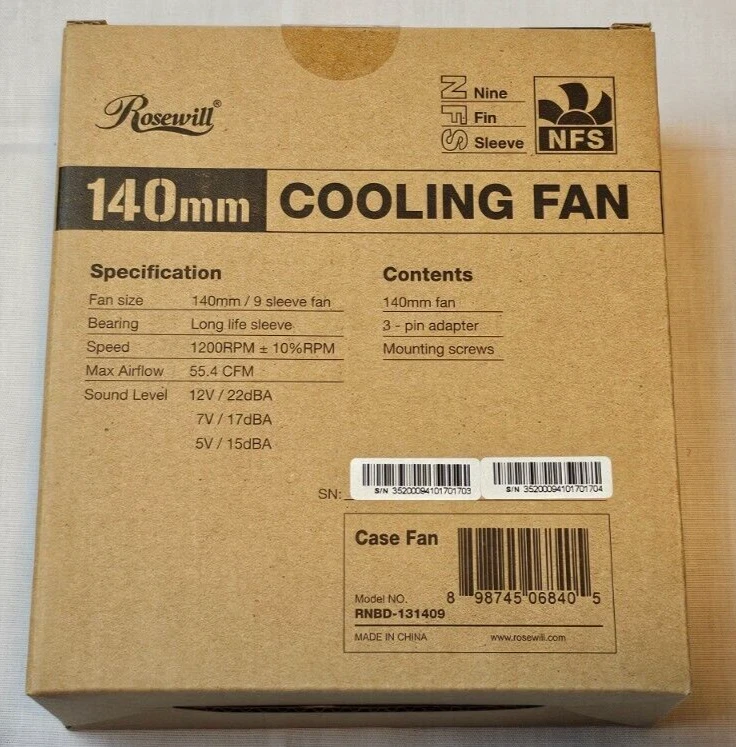 Rosewill®
NFS
Nine
Fin
Sleeve
NFS
140mm COOLING FAN
Specification
Fan size 140mm / 9 sleeve fan
Bearing Long life sleeve
Speed 1200RPM ± 10%RPM
Max Airflow 55.4 CFM
Sound Level 12V / 22dBA
7V / 17dBA
5V / 15dBA
Contents
140mm fan
3 - pin adapter
Mounting screws
SN:
S/N 35200094101701703
S/N 35200094101701704
Case Fan
8 98745 06840 5
Model NO.
RNBD-131409
MADE IN CHINA www.rosewill.com